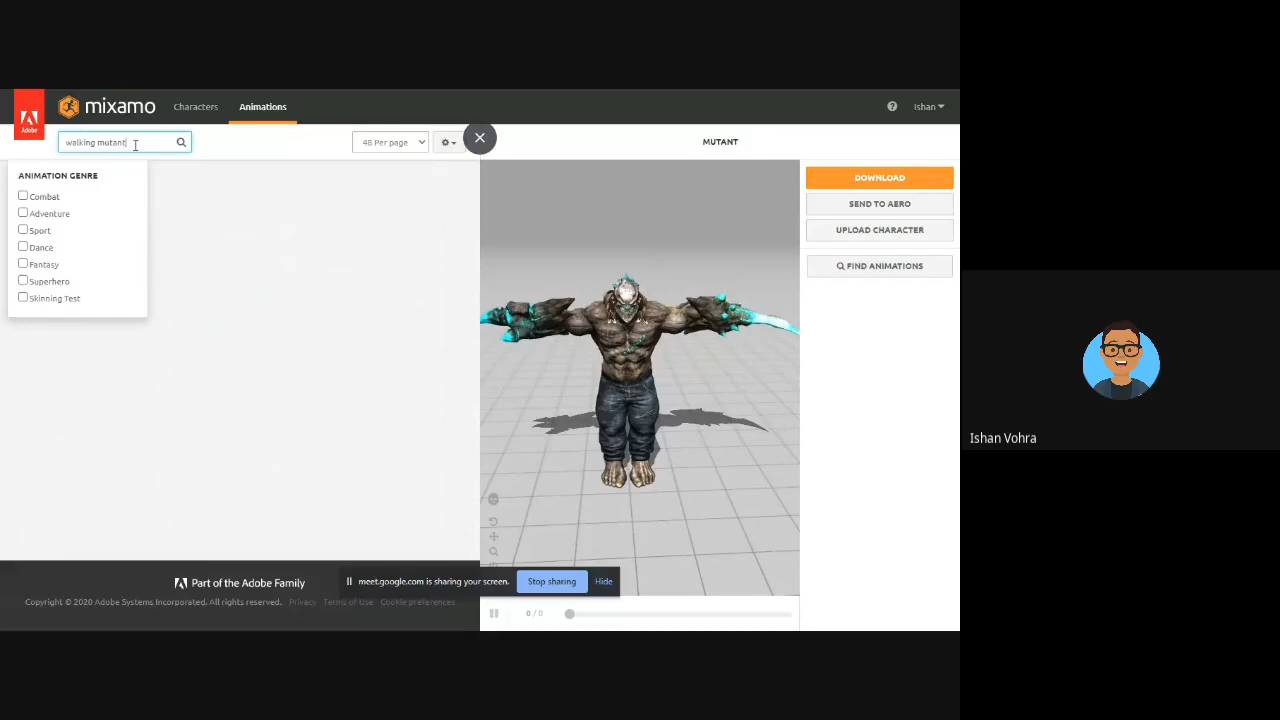 Adobe
mixamo
Characters
Animations
Ishan
walking mutant
48 Per page
MUTANT
ANIMATION GENRE
Combat
Adventure
Sport
Dance
Fantasy
Superhero
Skinning Test
DOWNLOAD
SEND TO AERO
UPLOAD CHARACTER
FIND ANIMATIONS
Part of the Adobe Family
meet.google.com is sharing your screen.
Stop sharing
Hide
Copyright © 2020 Adobe Systems Incorporated. All rights reserved. Privacy Terms of Use Cookie preferences
0 / 0
Ishan Vohra